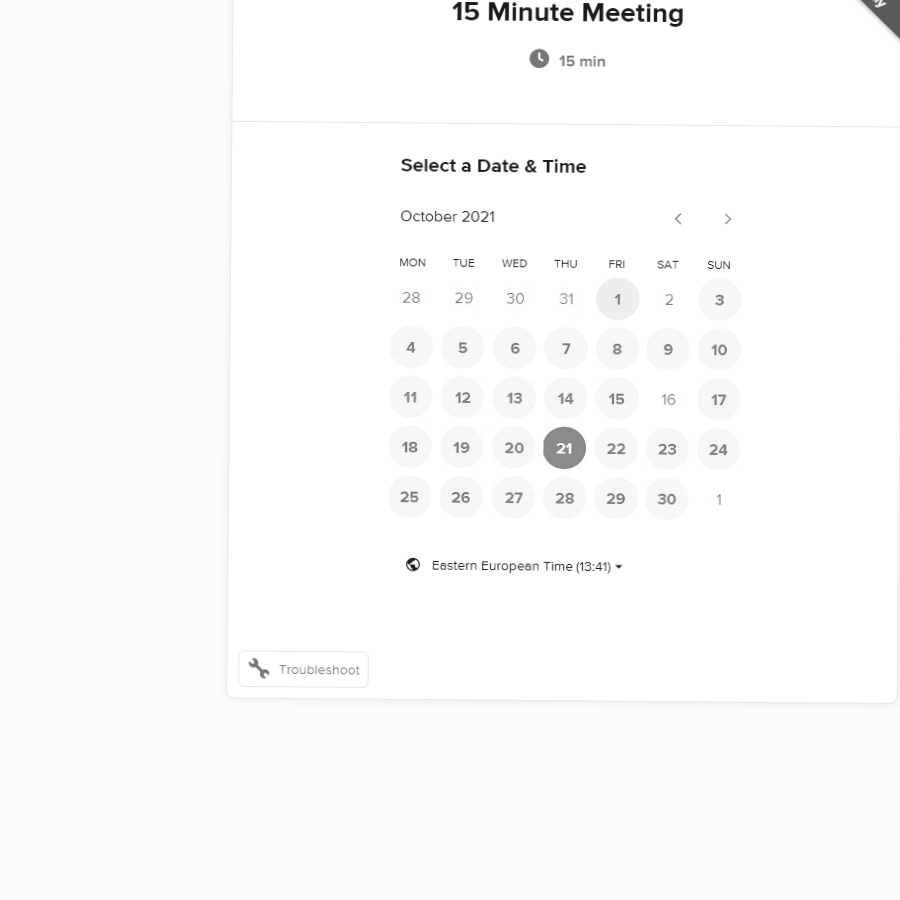 15 Minute Meeting
15 min
Select a Date & Time
October 2021
MON TUE WED THU FRI SAT SUN
28 29 30 31 1 2 3
4 5 6 7 8 9 10
11 12 13 14 15 16 17
18 19 20 21 22 23 24
25 26 27 28 29 30 1
Eastern European Time (13:41)
Troubleshoot